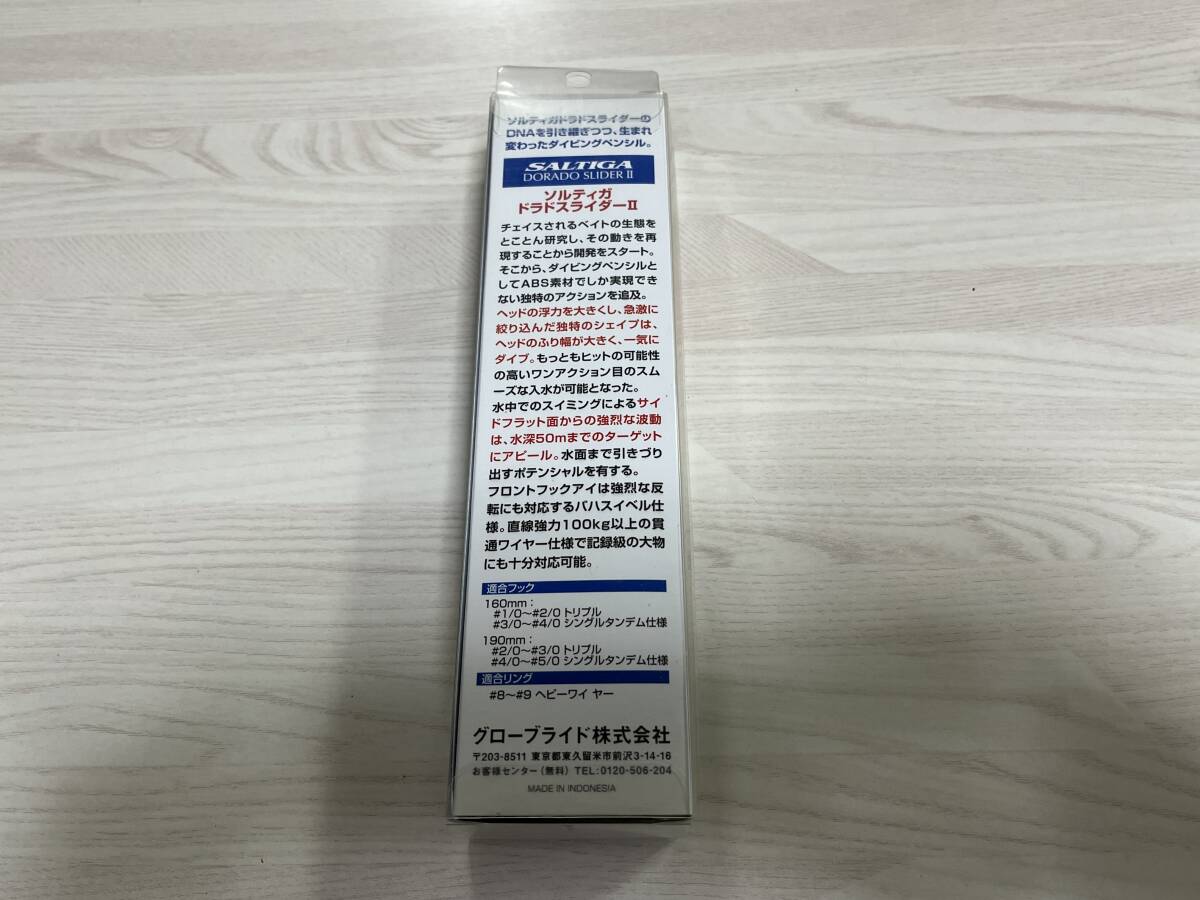 ソルティガドラドスライダーの
DNAを引き継ぎつつ、生まれ
変わったダイビングペンシル。
SALTIGA
DORADO SLIDER II
ソルティガ
ドラドスライダーII
チェイスされるベイトの生態を
とことん研究し、その動きを再
現することから開発をスタート。
そこから、ダイビングペンシルと
してABS素材でしか実現でき
ない独特のアクションを追及。
ヘッドの浮力を大きくし、急激に
絞り込んだ独特のシェイプは、
ヘッドのふり幅が大きく、一気に
ダイブ。もっともヒットの可能性
の高いワンアクション目のスム
ーズな入水が可能となった。
水中でのスイミングによるサイ
ドフラット面からの強烈な波動
は、水深50mまでのターゲット
にアピール。水面まで引きづり
出すポテンシャルを有する。
フロントフックアイは強烈な反
転にも対応するバハスイベル仕
様。直線強力100kg以上の貫
通ワイヤー仕様で記録級の大物
にも十分対応可能。
適合フック
160mm：
#1/0〜#2/0 トリプル
#3/0〜#4/0 シングルタンデム仕様
190mm：
#2/0〜#3/0 トリプル
#4/0〜#5/0 シングルタンデム仕様
適合リング
#8〜#9 ヘビーワイヤー
グローブライド株式会社
〒203-8511 東京都東久留米市前沢3-14-16
お客様センター（無料） TEL:0120-506-204
MADE IN INDONESIA